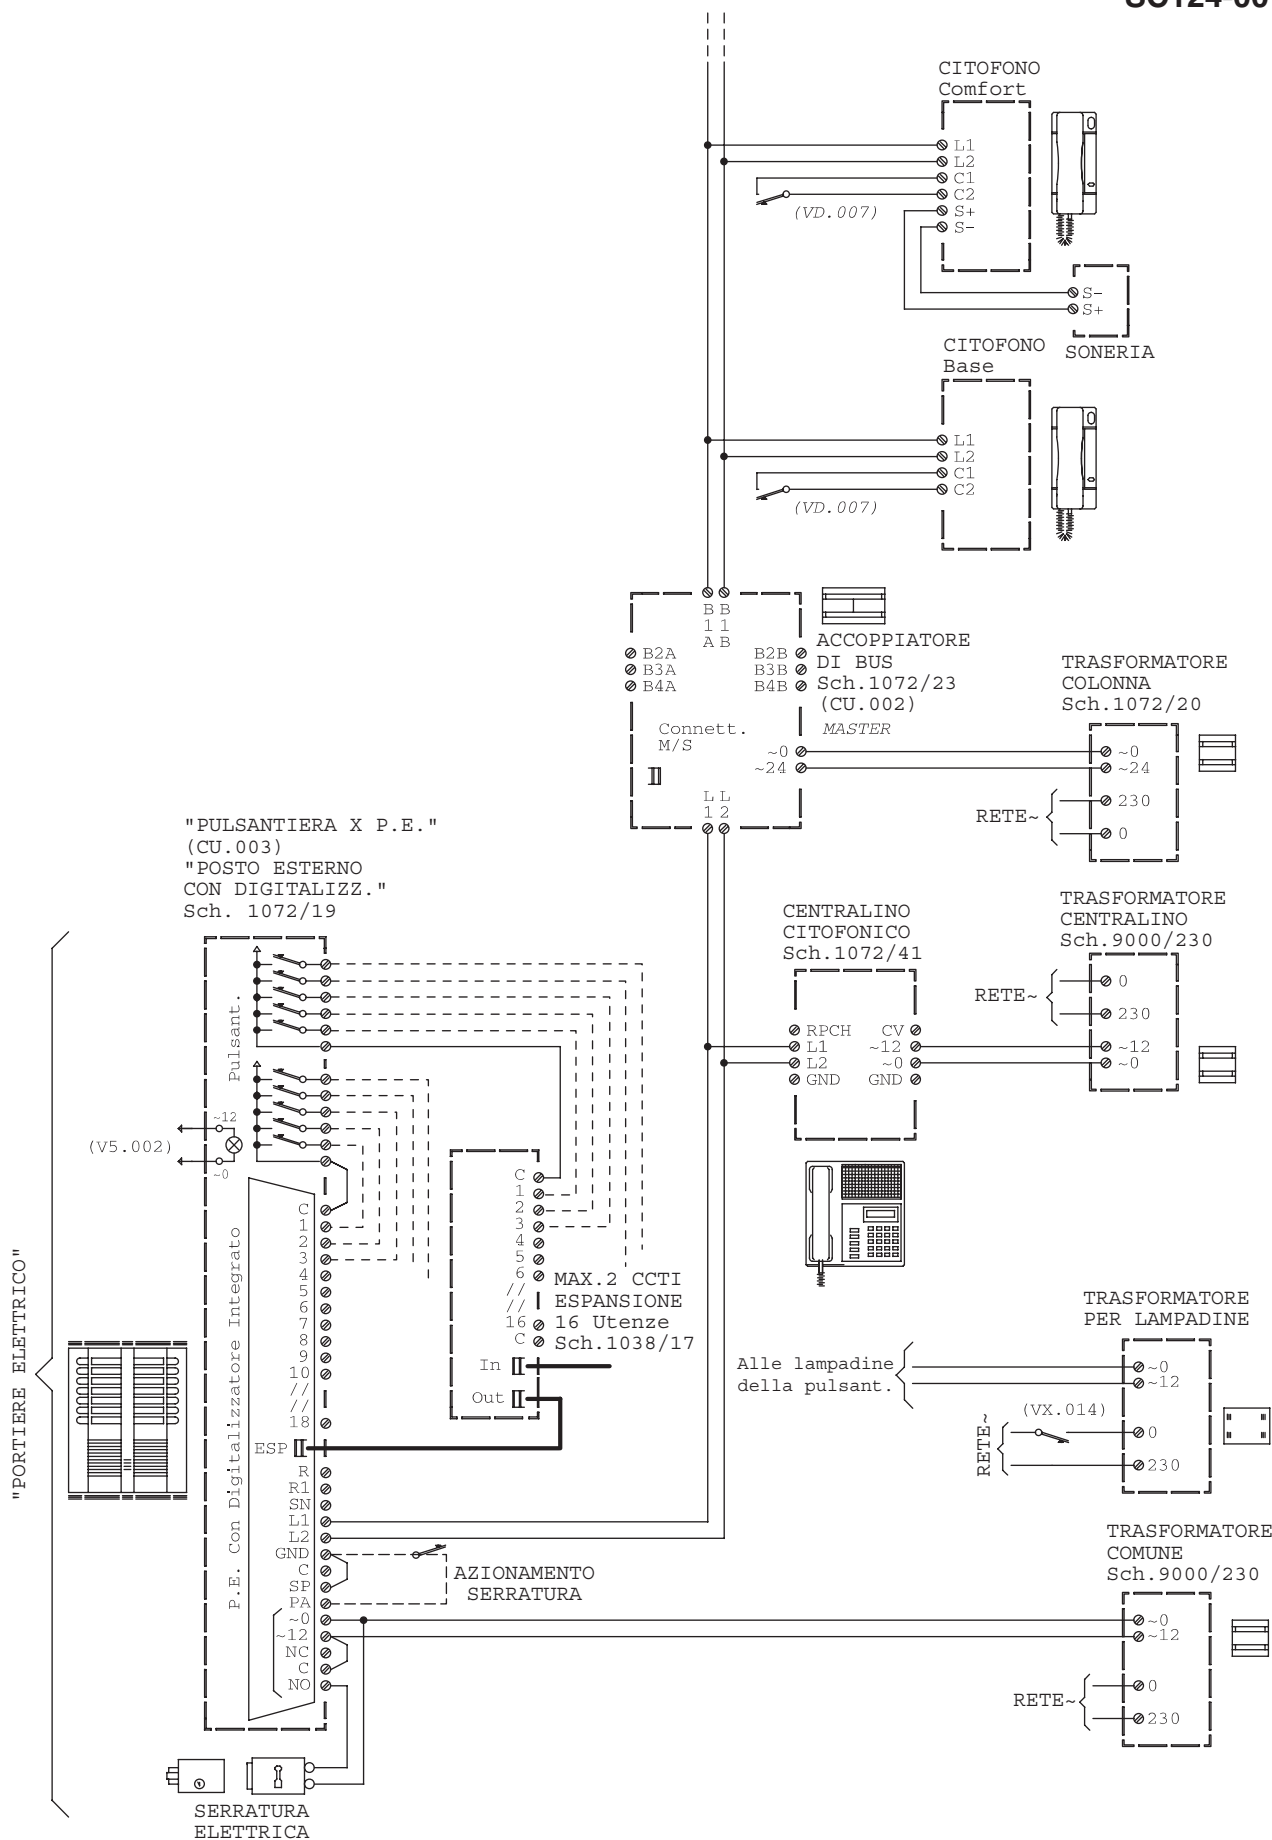 CITOFONO
Comfort
L1
L2
C1
C2
S+
S-
(VD.007)
S-
S+
SONERIA
CITOFONO
Base
L1
L2
C1
C2
(VD.007)
B B
1 1
A B
B2A
B3A
B4A
B2B
B3B
B4B
Connett.
M/S
~0
~24
L L
1 2
ACCOPPIATORE
DI BUS
Sch.1072/23
(CU.002)
MASTER
TRASFORMATORE
COLONNA
Sch.1072/20
~0
~24
230
0
RETE~
"PULSANTIERA X P.E."
(CU.003)
"POSTO ESTERNO
CON DIGITALIZZ."
Sch. 1072/19
CENTRALINO
CITOFONICO
Sch.1072/41
RPCH
L1
L2
GND
CV
~12
~0
GND
TRASFORMATORE
CENTRALINO
Sch.9000/230
RETE~
0
230
~12
~0
Pulsant.
~12
~0
(V5.002)
"PORTIERE ELETTRICO"
P.E. Con Digitalizzatore Integrato
C
1
2
3
4
5
6
7
8
9
10
//
//
18
ESP
R
R1
SN
L1
L2
GND
C
SP
PA
~0
~12
NC
C
NO
C
1
2
3
4
5
6
//
//
16
C
In
Out
MAX.2 CCTI
ESPANSIONE
16 Utenze
Sch.1038/17
AZIONAMENTO
SERRATURA
TRASFORMATORE
PER LAMPADINE
Alle lampadine
della pulsant.
~0
~12
(VX.014)
RETE~
0
230
TRASFORMATORE
COMUNE
Sch.9000/230
~0
~12
RETE~
0
230
SERRATURA
ELETTRICA